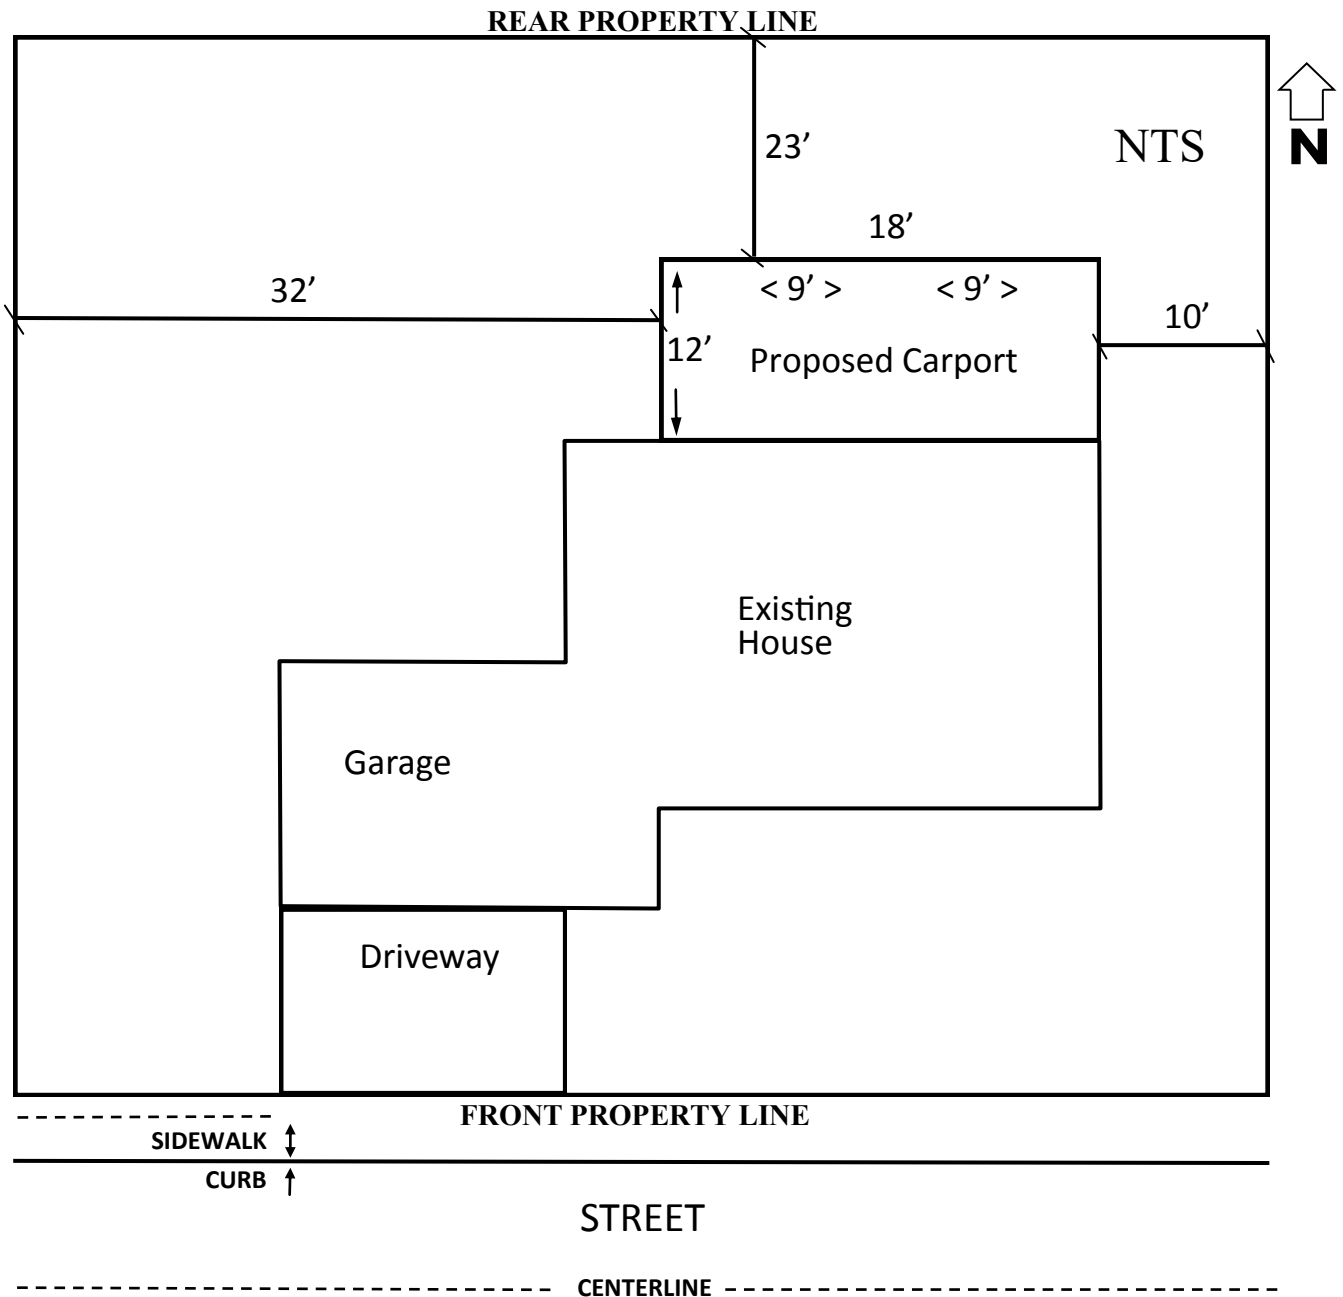 REAR PROPERTY LINE
23’
NTS
N
18’
32’
< 9’ > < 9’ >
10’
12’
Proposed Carport
Existing
House
Garage
Driveway
FRONT PROPERTY LINE
SIDEWALK
CURB
STREET
CENTERLINE